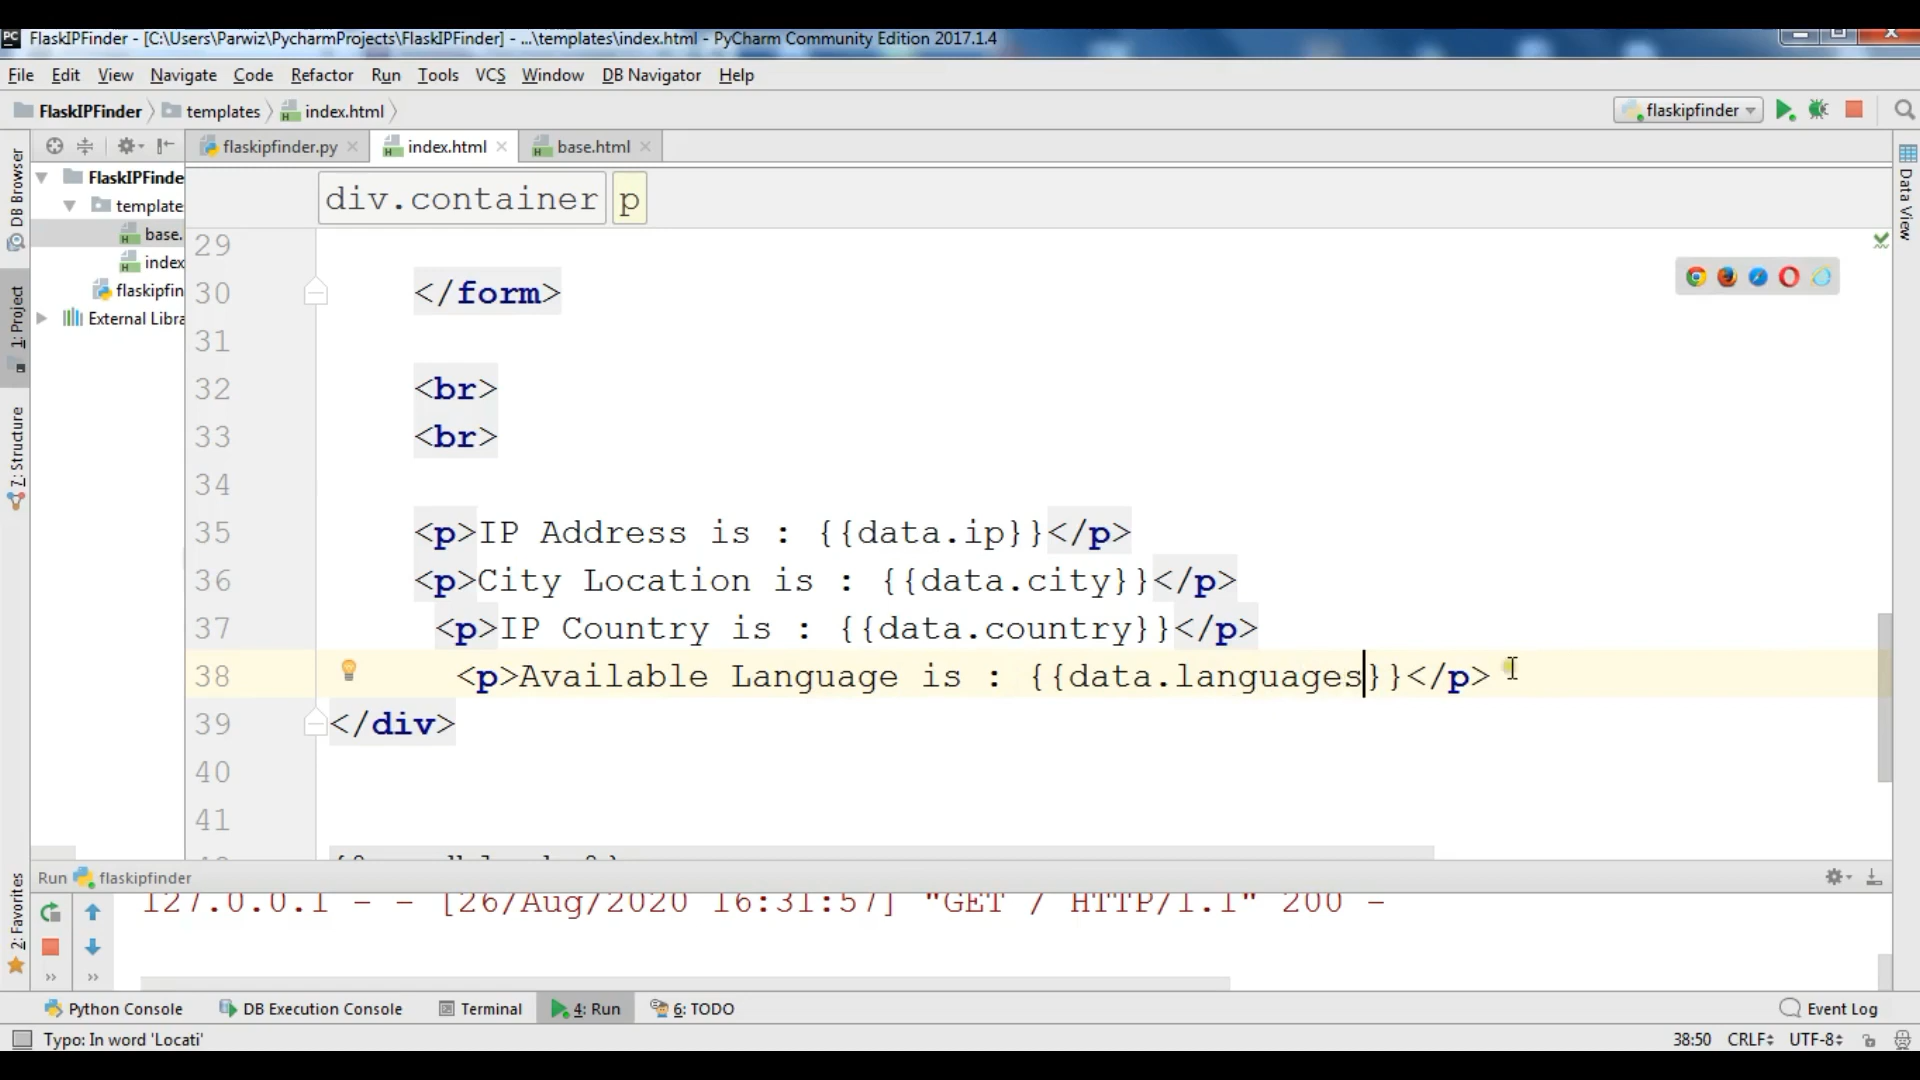 PC FlaskIPFinder - [C:\Users\Parwiz\PycharmProjects\FlaskIPFinder] - ...\templates\index.html - PyCharm Community Edition 2017.1.4
File Edit View Navigate Code Refactor Run Tools VCS Window DB Navigator Help
FlaskIPFinder templates index.html flaskipfinder
flaskipfinder.py index.html base.html
DB Browser
1: Project
7: Structure
2: Favorites
FlaskIPFinde
template
base.
index
flaskipfin
External Libra
Data View
div.container p
29
30 </form>
31
32 <br>
33 <br>
34
35 <p>IP Address is : {{data.ip}}</p>
36 <p>City Location is : {{data.city}}</p>
37 <p>IP Country is : {{data.country}}</p>
38 <p>Available Language is : {{data.languages}}</p>
39 </div>
40
41
Run flaskipfinder
127.0.0.1 - - [26/Aug/2020 16:31:57] "GET / HTTP/1.1" 200 -
Python Console DB Execution Console Terminal 4: Run 6: TODO Event Log
Typo: In word 'Locati' 38:50 CRLF UTF-8